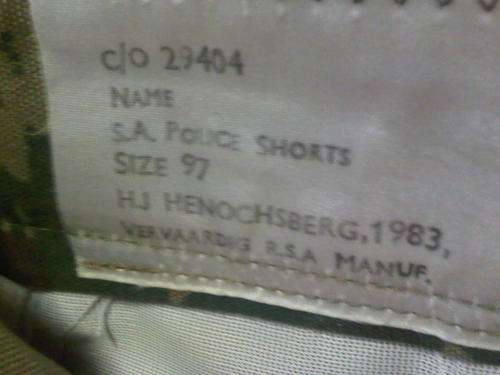 c/o 29404
NAME
S.A. POLICE SHORTS
SIZE 97
H.J HENOCHSBERG,1983,
VERVAARDIG R.S.A MANUF.